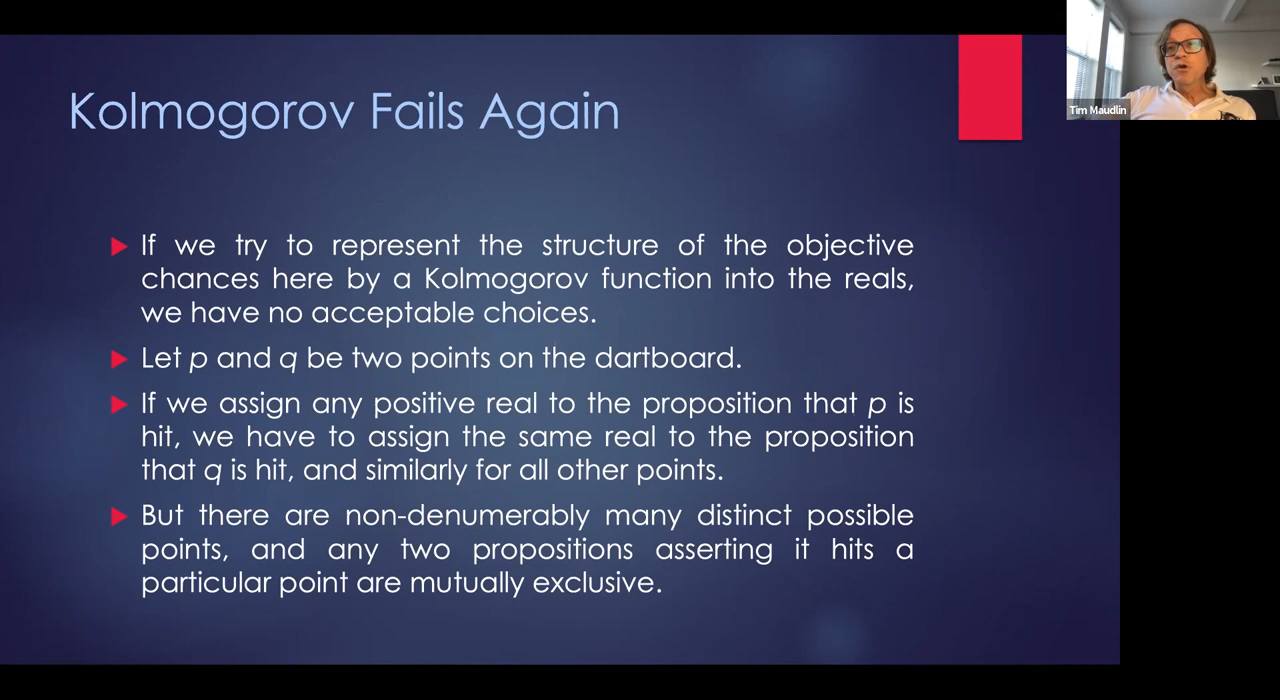 Kolmogorov Fails Again
Tim Maudlin
If we try to represent the structure of the objective
chances here by a Kolmogorov function into the reals,
we have no acceptable choices.
Let p and q be two points on the dartboard.
If we assign any positive real to the proposition that p is
hit, we have to assign the same real to the proposition
that q is hit, and similarly for all other points.
But there are non-denumerably many distinct possible
points, and any two propositions asserting it hits a
particular point are mutually exclusive.